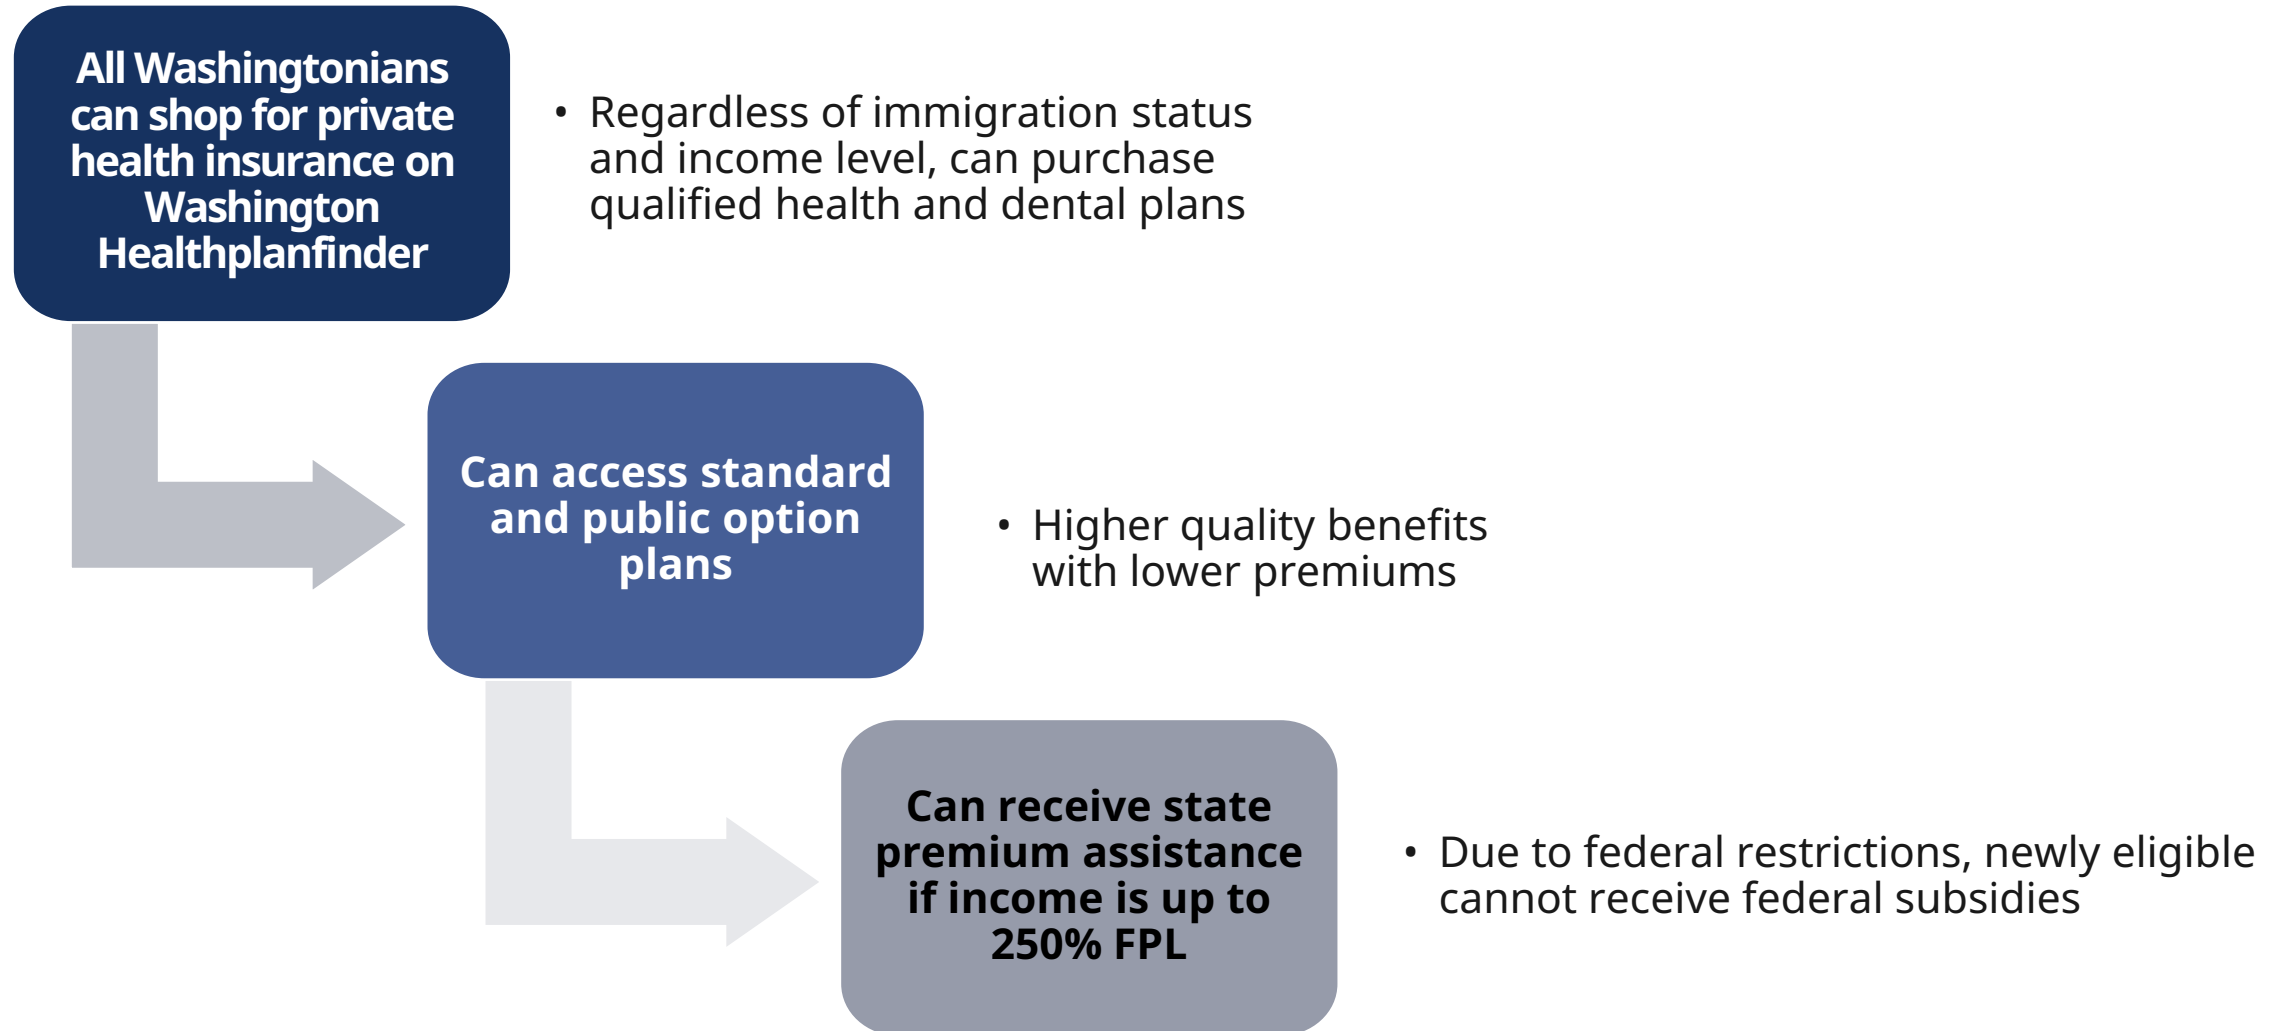 All Washingtonians
can shop for private
health insurance on
Washington
Healthplanfinder
• Regardless of immigration status
and income level, can purchase
qualified health and dental plans
Can access standard
and public option
plans
• Higher quality benefits
with lower premiums
Can receive state
premium assistance
if income is up to
250% FPL
• Due to federal restrictions, newly eligible
cannot receive federal subsidies